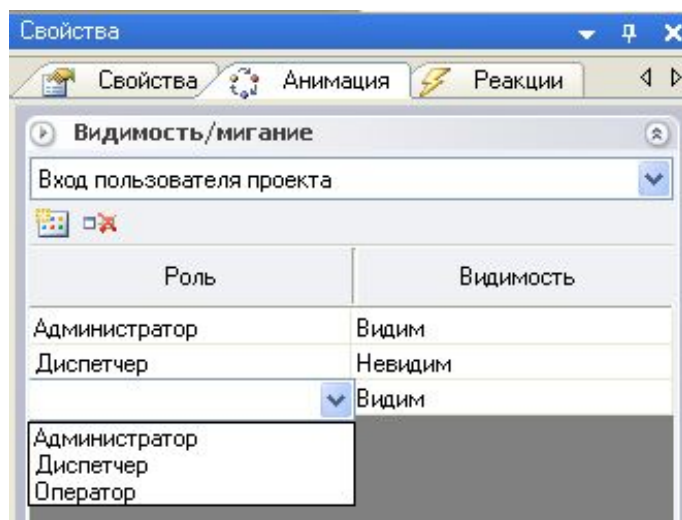 Свойства
Свойства Анимация Реакции
Видимость/мигание
Вход пользователя проекта
Роль Видимость
Администратор Видим
Диспетчер Невидим
Видим
Администратор
Диспетчер
Оператор